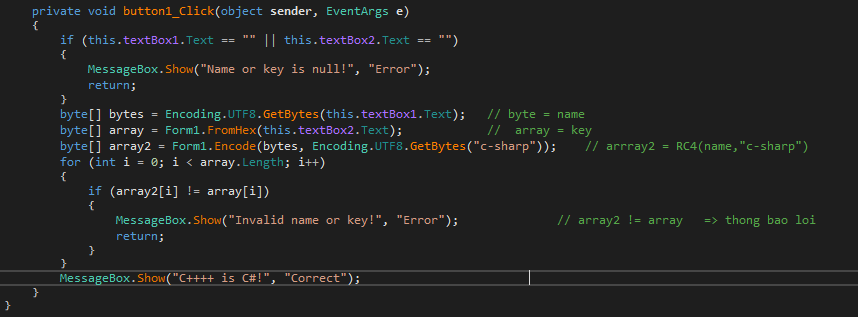 private void button1_Click(object sender, EventArgs e)
{
if (this.textBox1.Text == "" || this.textBox2.Text == "")
{
MessageBox.Show("Name or key is null!", "Error");
return;
}
byte[] bytes = Encoding.UTF8.GetBytes(this.textBox1.Text); // byte = name
byte[] array = Form1.FromHex(this.textBox2.Text); // array = key
byte[] array2 = Form1.Encode(bytes, Encoding.UTF8.GetBytes("c-sharp")); // arrray2 = RC4(name,"c-sharp")
for (int i = 0; i < array.Length; i++)
{
if (array2[i] != array[i])
{
MessageBox.Show("Invalid name or key!", "Error"); // array2 != array => thong bao loi
return;
}
}
MessageBox.Show("C++++ is C#!", "Correct");
}
}